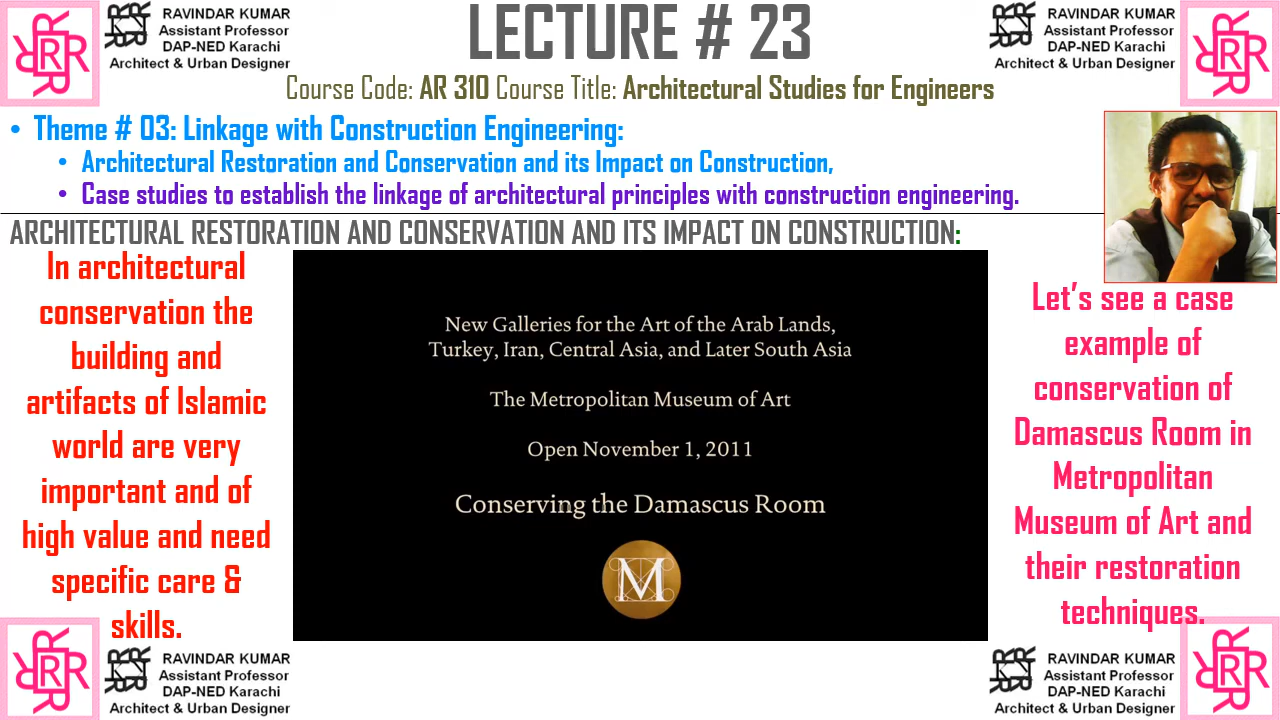 RAVINDAR KUMAR
Assistant Professor
DAP-NED Karachi
Architect & Urban Designer
LECTURE # 23
RAVINDAR KUMAR
Assistant Professor
DAP-NED Karachi
Architect & Urban Designer
Course Code: AR 310 Course Title: Architectural Studies for Engineers
• Theme # 03: Linkage with Construction Engineering:
• Architectural Restoration and Conservation and its Impact on Construction,
• Case studies to establish the linkage of architectural principles with construction engineering.
ARCHITECTURAL RESTORATION AND CONSERVATION AND ITS IMPACT ON CONSTRUCTION:
In architectural
conservation the
building and
artifacts of Islamic
world are very
important and of
high value and need
specific care &
skills.
New Galleries for the Art of the Arab Lands,
Turkey, Iran, Central Asia, and Later South Asia
The Metropolitan Museum of Art
Open November 1, 2011
Conserving the Damascus Room
M
Let's see a case
example of
conservation of
Damascus Room in
Metropolitan
Museum of Art and
their restoration
techniques.
RAVINDAR KUMAR
Assistant Professor
DAP-NED Karachi
Architect & Urban Designer
RAVINDAR KUMAR
Assistant Professor
DAP-NED Karachi
Architect & Urban Designer